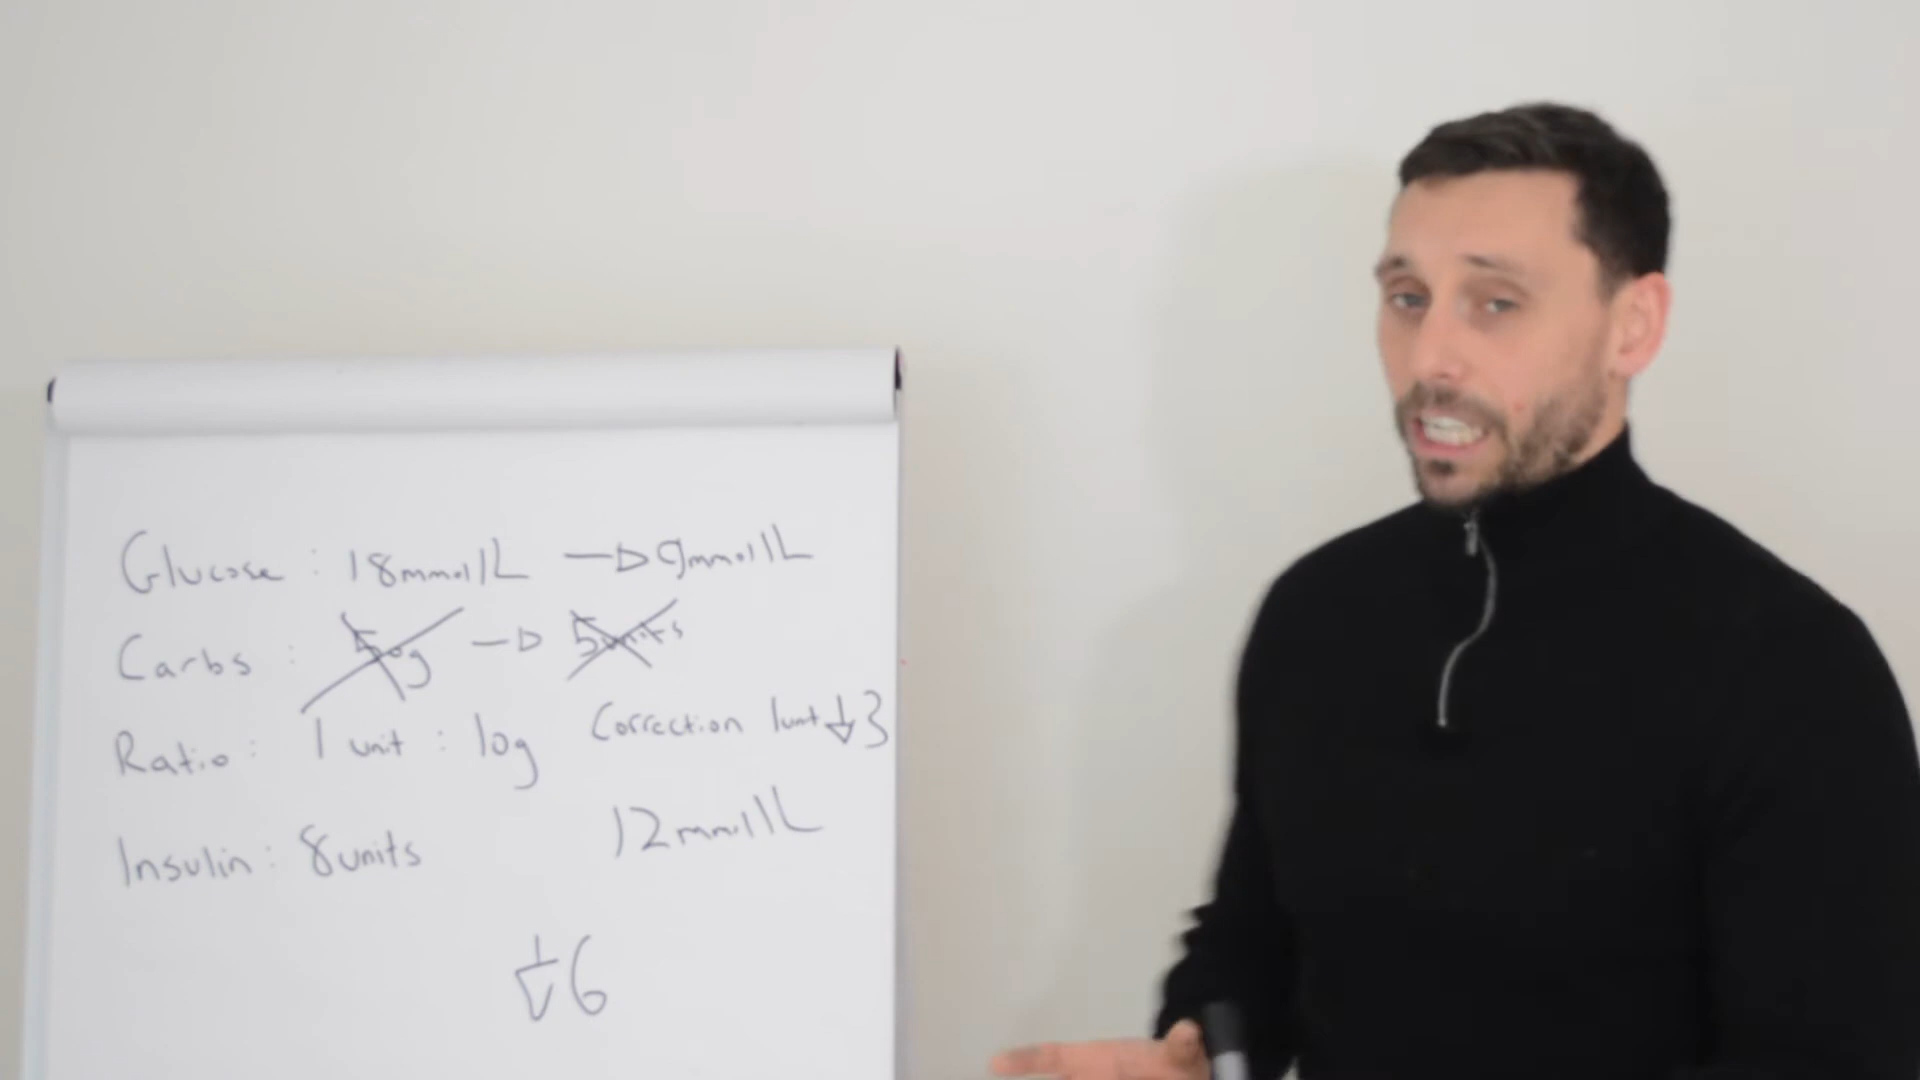 Glucose : 18mmol/L → 9mmol/L
Carbs : 50g → 5units
Ratio : 1 unit : 10g Correction 1unit ↓ 3
12mmol/L
Insulin : 8units
↓ 6